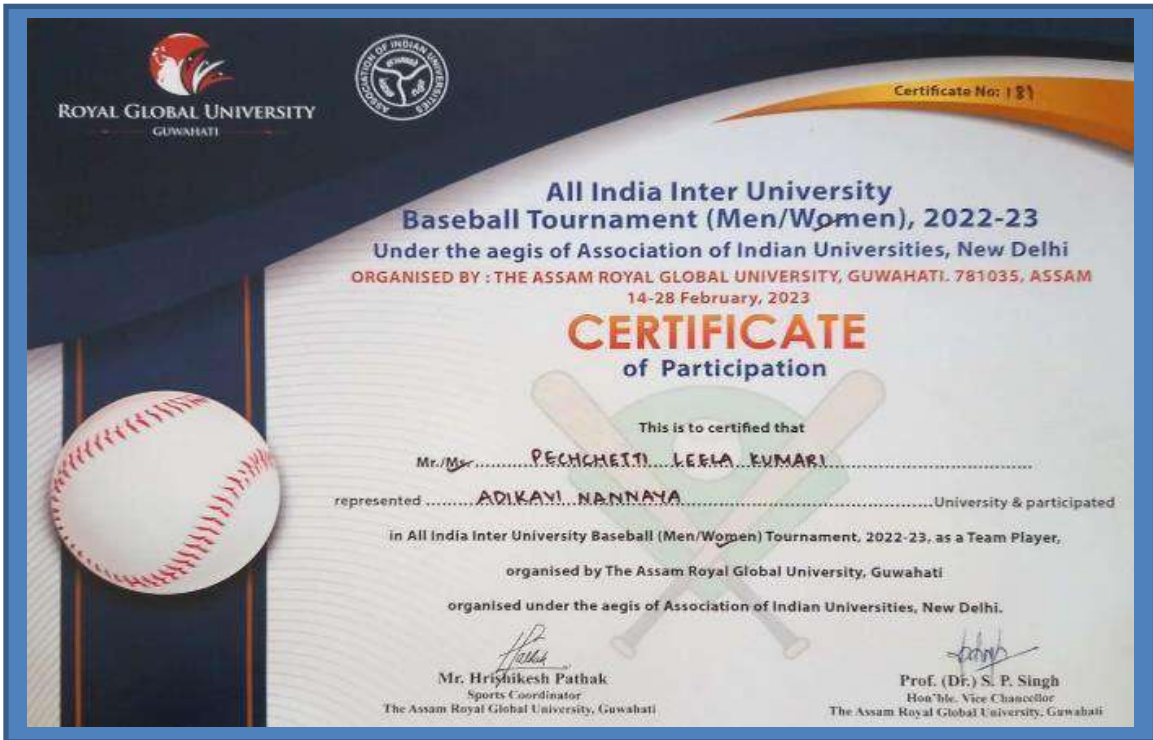 ROYAL GLOBAL UNIVERSITY
GUWAHATI
ASSOCIATION OF INDIAN UNIVERSITIES
Certificate No: 181
All India Inter University
Baseball Tournament (Men/Women), 2022-23
Under the aegis of Association of Indian Universities, New Delhi
ORGANISED BY : THE ASSAM ROYAL GLOBAL UNIVERSITY, GUWAHATI. 781035, ASSAM
14-28 February, 2023
CERTIFICATE
of Participation
This is to certified that
Mr./Ms. PECHCHETTI LEELA KUMARI
represented ADIKAVI NANNAYA University & participated
in All India Inter University Baseball (Men/Women) Tournament, 2022-23, as a Team Player,
organised by The Assam Royal Global University, Guwahati
organised under the aegis of Association of Indian Universities, New Delhi.
Mr. Hrishikesh Pathak
Sports Coordinator
The Assam Royal Global University, Guwahati
Prof. (Dr.) S. P. Singh
Hon'ble. Vice Chancellor
The Assam Royal Global University, Guwahati